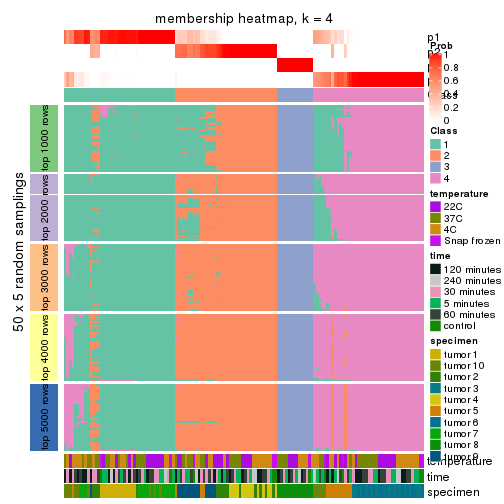 membership heatmap, k = 4
p1
Prob
1
0.8
0.6
0.4
0.2
0
Class
1
2
3
4
temperature
22C
37C
4C
Snap frozen
time
120 minutes
240 minutes
30 minutes
5 minutes
60 minutes
control
specimen
tumor 1
tumor 10
tumor 2
tumor 3
tumor 4
tumor 5
tumor 6
tumor 7
tumor 8
tumor 9
50 x 5 random samplings
top 1000 rows
top 2000 rows
top 3000 rows
top 4000 rows
top 5000 rows
temperature
time
specimen